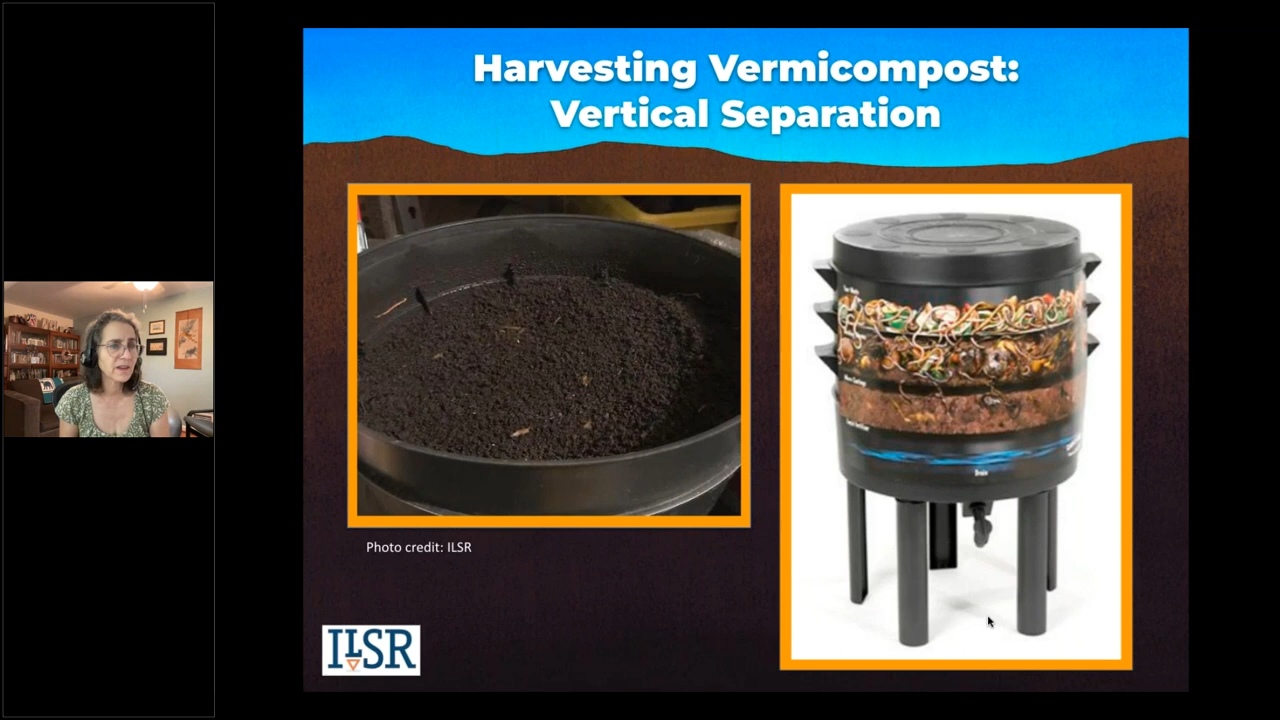 Harvesting Vermicompost:
Vertical Separation
Photo credit: ILSR
ILSR